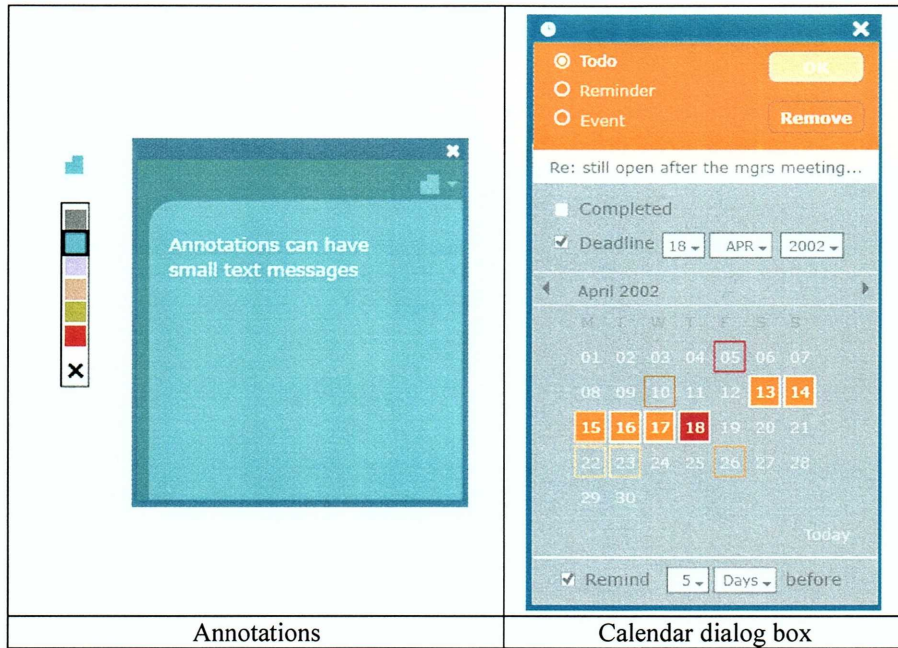 Annotations can have
small text messages
Todo
OK
Reminder
Event
Remove
Re: still open after the mgrs meeting...
Completed
Deadline 18 APR 2002
April 2002
M T W T F S S
01 02 03 04 05 06 07
08 09 10 11 12 13 14
15 16 17 18 19 20 21
22 23 24 25 26 27 28
29 30
Today
Remind 5 Days before
Annotations
Calendar dialog box